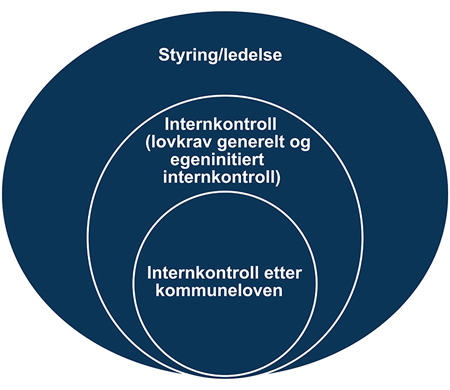 Styring/ledelse
Internkontroll
(lovkrav generelt og
egeninitiert
internkontroll)
Internkontroll etter
kommuneloven